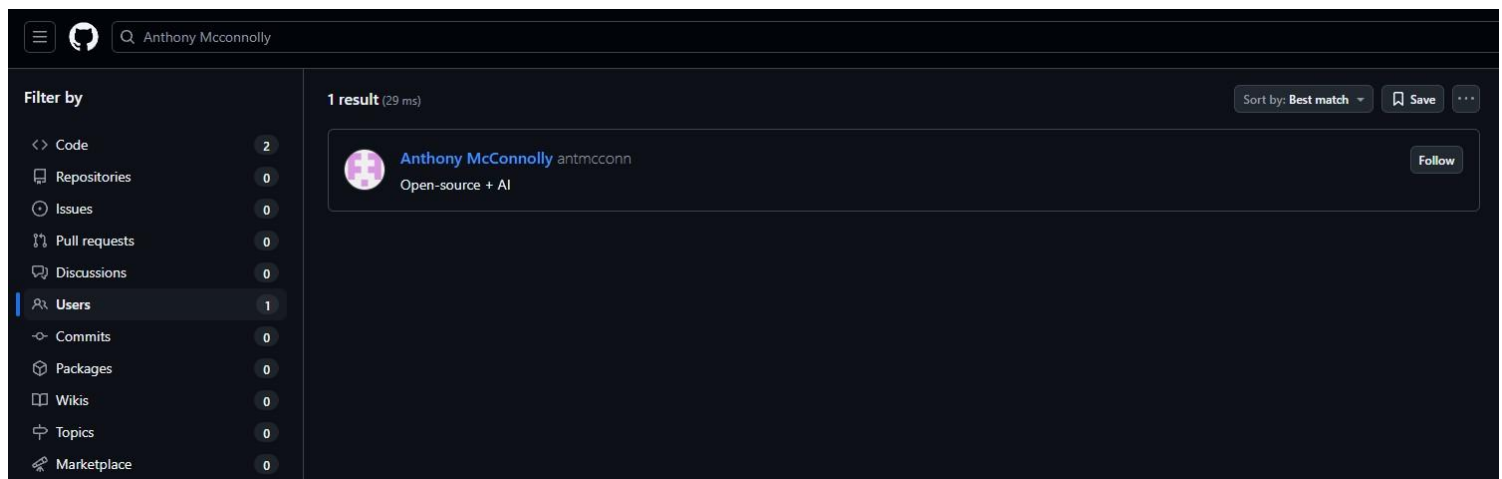 Anthony Mcconnolly
Filter by
Code 2
Repositories 0
Issues 0
Pull requests 0
Discussions 0
Users 1
Commits 0
Packages 0
Wikis 0
Topics 0
Marketplace 0
1 result (29 ms)
Sort by: Best match
Save
Anthony McConnolly antmcconn
Open-source + AI
Follow